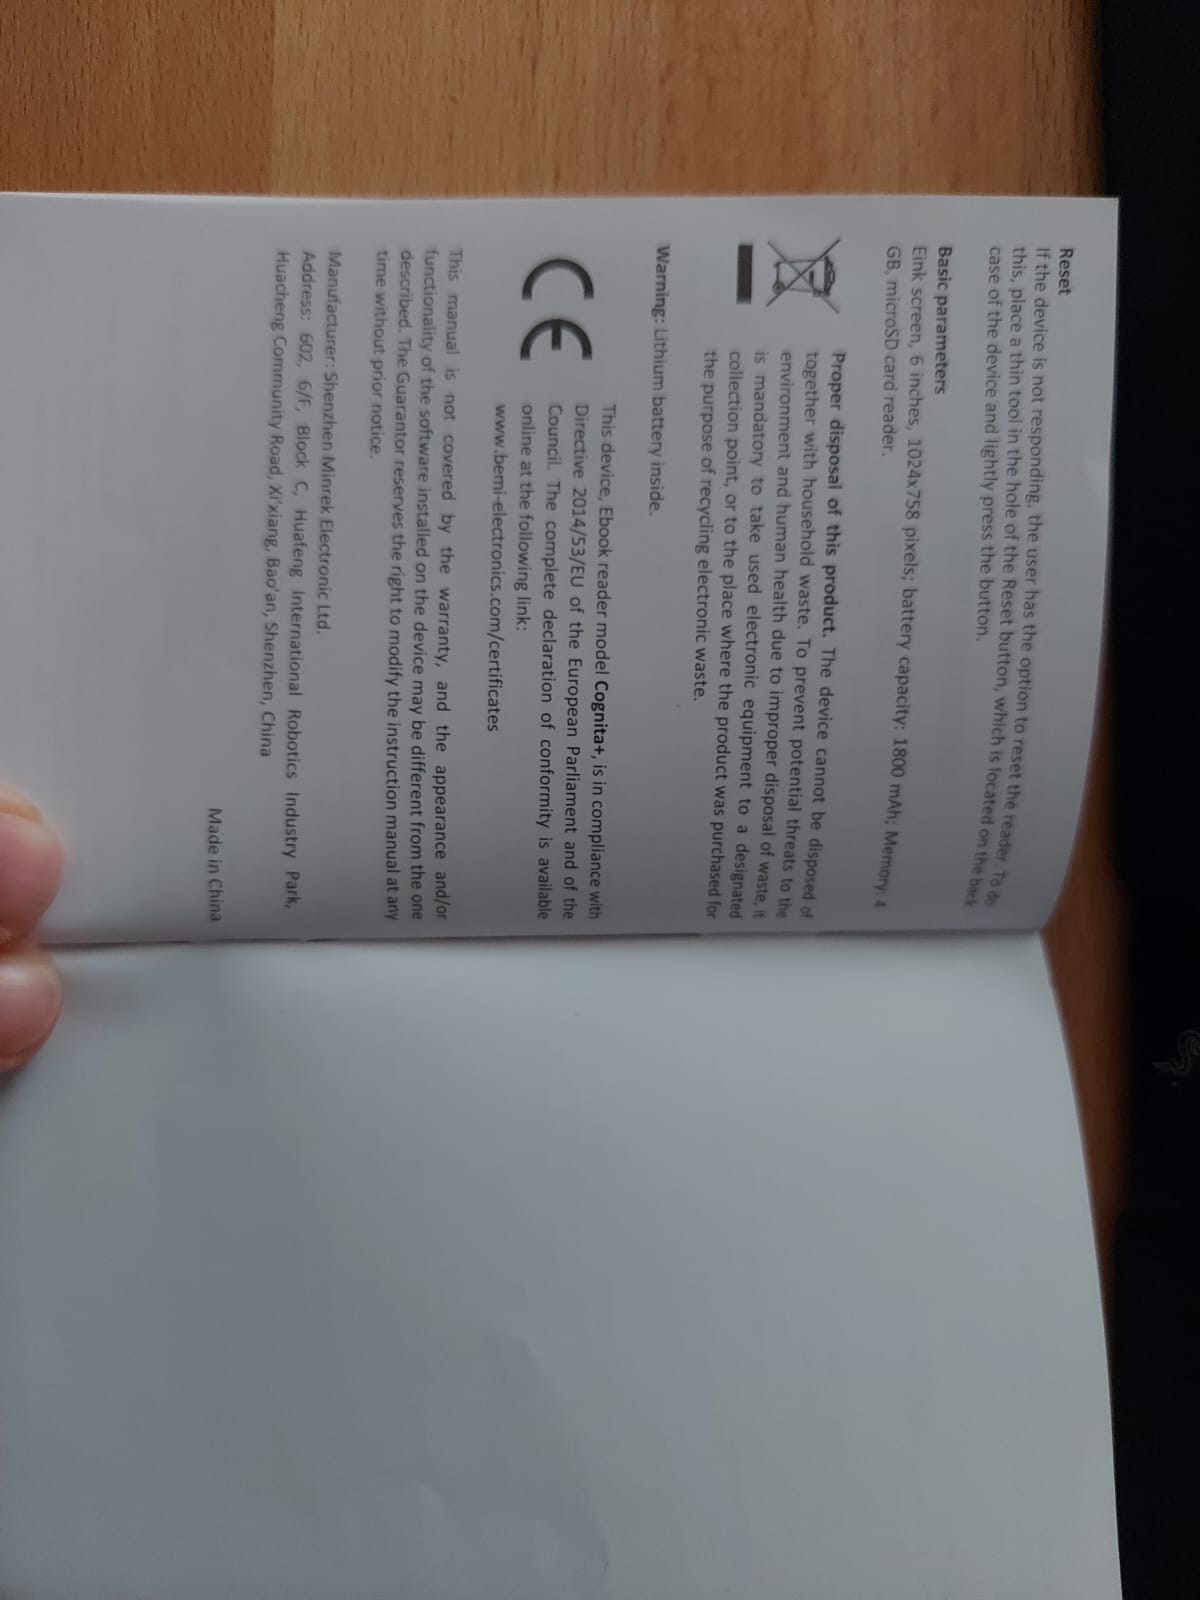 Reset
If the device is not responding, the user has the option to reset the reader. To do
this, place a thin tool in the hole of the Reset button, which is located on the back
case of the device and lightly press the button.
Basic parameters
Eink screen, 6 inches, 1024x758 pixels; battery capacity: 1800 mAh; Memory: 4
GB, microSD card reader.
Proper disposal of this product. The device cannot be disposed of
together with household waste. To prevent potential threats to the
environment and human health due to improper disposal of waste, it
is mandatory to take used electronic equipment to a designated
collection point, or to the place where the product was purchased for
the purpose of recycling electronic waste.
Warning: Lithium battery inside.
CE
This device, Ebook reader model Cognita+, is in compliance with
Directive 2014/53/EU of the European Parliament and of the
Council. The complete declaration of conformity is available
online at the following link:
www.bemi-electronics.com/certificates
This manual is not covered by the warranty, and the appearance and/or
functionality of the software installed on the device may be different from the one
described. The Guarantor reserves the right to modify the instruction manual at any
time without prior notice.
Manufacturer: Shenzhen Minrek Electronic Ltd.
Address: 602, 6/F, Block C, Huafeng International Robotics Industry Park,
Huacheng Community Road, Xi'xiang, Bao'an, Shenzhen, China
Made in China